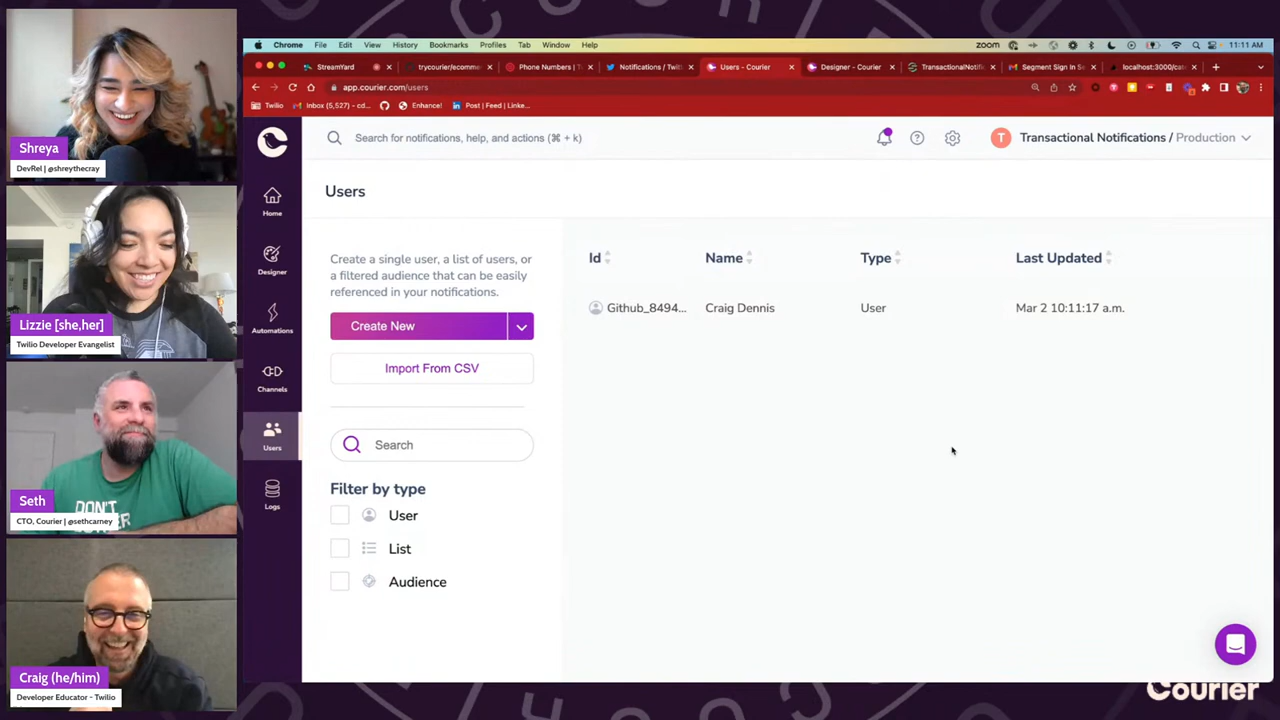 Shreya
DevRel | @shreythecray
Lizzie [she,her]
Twilio Developer Evangelist
DON'T
Seth
CTO, Courier | @sethcarney
Craig (he/him)
Developer Educator - Twilio
Chrome File Edit View History Bookmarks Profiles Tab Window Help
zoom 11:11 AM
StreamYard
trycourier/ecomme
Phone Numbers | T
Notifications / Twil
Users - Courier
Designer - Courier
TransactionalNotifi
Segment Sign In Se
localhost:3000/cat
app.courier.com/users
Twilio
Inbox (5,527) - cd...
Enhance!
Post | Feed | Linke...
Search for notifications, help, and actions (⌘ + k)
T
Transactional Notifications / Production
Home
Designer
Automations
Channels
Users
Logs
Users
Create a single user, a list of users, or
a filtered audience that can be easily
referenced in your notifications.
Create New
Import From CSV
Search
Filter by type
User
List
Audience
Id Name Type Last Updated
Github_8494... Craig Dennis User Mar 2 10:11:17 a.m.
Courier